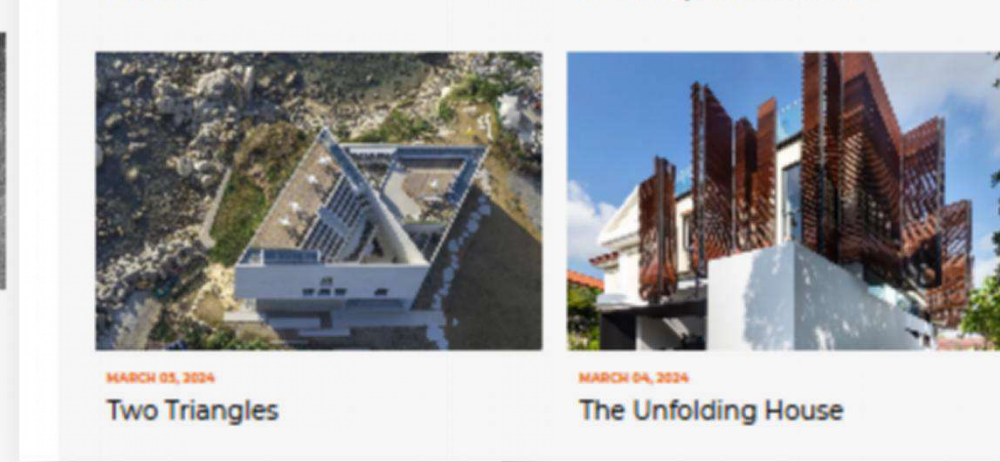 MARCH 05, 2024
Two Triangles
MARCH 04, 2024
The Unfolding House